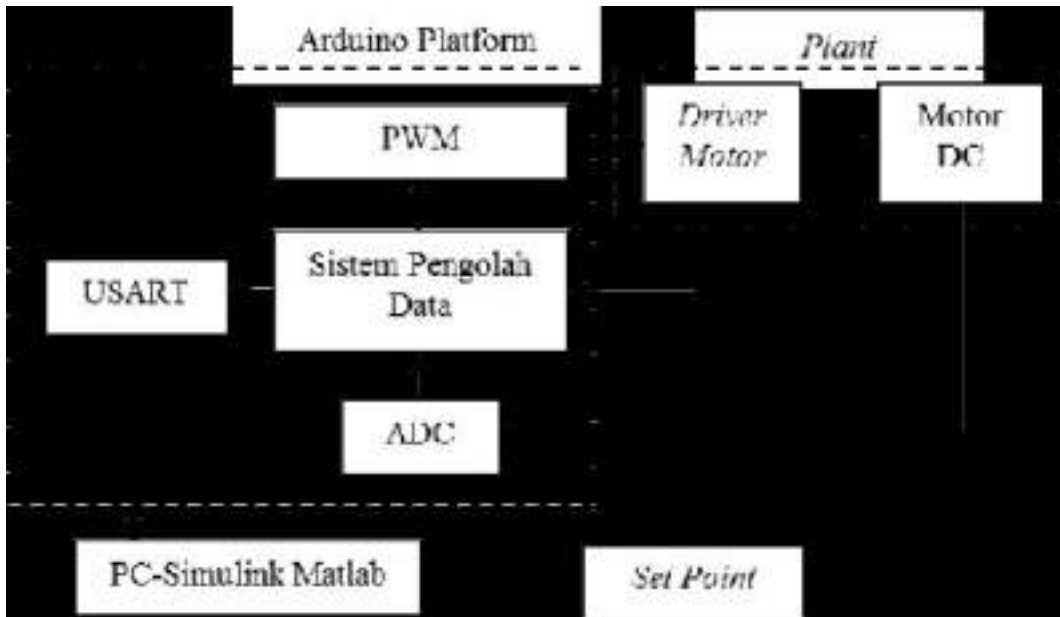 Arduino Platform
Plant
PWM
Driver
Motor
Motor
DC
Sistem Pengolah
Data
USART
ADC
PC-Simulink Matlab
Set Point